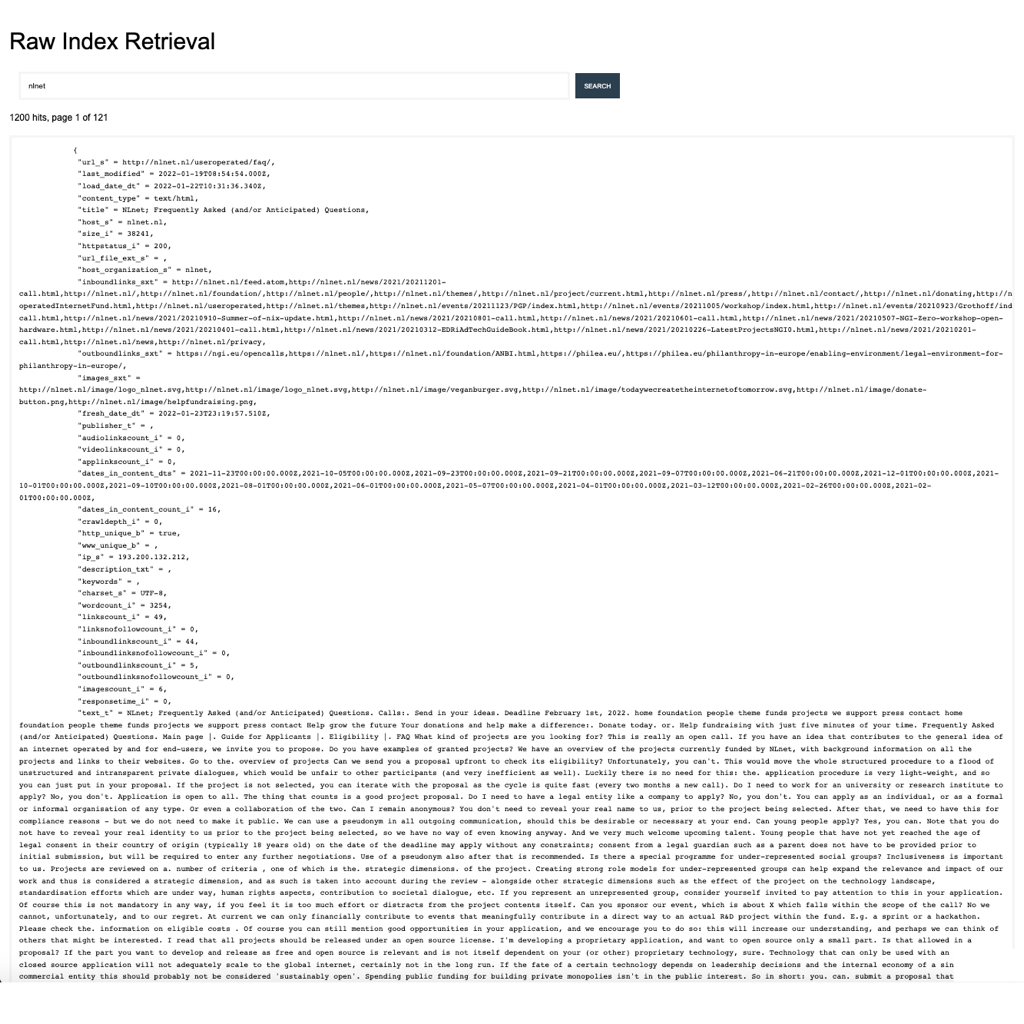 Raw Index Retrieval
nlnet
SEARCH
1200 hits, page 1 of 121
{
"url_s" = http://nlnet.nl/useroperated/faq/,
"last_modified" = 2022-01-19T08:54:54.000Z,
"load_date_dt" = 2022-01-22T10:31:36.340Z,
"content_type" = text/html,
"title" = NLnet; Frequently Asked (and/or Anticipated) Questions,
"host_s" = nlnet.nl,
"size_i" = 38241,
"httpstatus_i" = 200,
"url_file_ext_s" = ,
"host_organization_s" = nlnet,
"inboundlinks_sxt" = http://nlnet.nl/feed.atom,http://nlnet.nl/news/2021/20211201-
call.html,http://nlnet.nl/,http://nlnet.nl/foundation/,http://nlnet.nl/people/,http://nlnet.nl/themes/,http://nlnet.nl/project/current.html,http://nlnet.nl/press/,http://nlnet.nl/contact/,http://nlnet.nl/donating,http://n
operatedInternetFund.html,http://nlnet.nl/useroperated,http://nlnet.nl/themes,http://nlnet.nl/events/20211123/PGP/index.html,http://nlnet.nl/events/20211005/workshop/index.html,http://nlnet.nl/events/20210923/Grothoff/ind
call.html,http://nlnet.nl/news/2021/20210910-Summer-of-nix-update.html,http://nlnet.nl/news/2021/20210801-call.html,http://nlnet.nl/news/2021/20210601-call.html,http://nlnet.nl/news/2021/20210507-NGI-Zero-workshop-open-
hardware.html,http://nlnet.nl/news/2021/20210401-call.html,http://nlnet.nl/news/2021/20210312-EDRiAdTechGuideBook.html,http://nlnet.nl/news/2021/20210226-LatestProjectsNGI0.html,http://nlnet.nl/news/2021/20210201-
call.html,http://nlnet.nl/news,http://nlnet.nl/privacy,
"outboundlinks_sxt" = https://ngi.eu/opencalls,https://nlnet.nl/,https://nlnet.nl/foundation/ANBI.html,https://philea.eu/,https://philea.eu/philanthropy-in-europe/enabling-environment/legal-environment-for-
philanthropy-in-europe/,
"images_sxt" =
http://nlnet.nl/image/logo_nlnet.svg,http://nlnet.nl/image/logo_nlnet.svg,http://nlnet.nl/image/veganburger.svg,http://nlnet.nl/image/todaywecreatetheinternetoftomorrow.svg,http://nlnet.nl/image/donate-
button.png,http://nlnet.nl/image/helpfundraising.png,
"fresh_date_dt" = 2022-01-23T23:19:57.510Z,
"publisher_t" = ,
"audiolinkscount_i" = 0,
"videolinkscount_i" = 0,
"applinkscount_i" = 0,
"dates_in_content_dts" = 2021-11-23T00:00:00.000Z,2021-10-05T00:00:00.000Z,2021-09-23T00:00:00.000Z,2021-09-21T00:00:00.000Z,2021-09-07T00:00:00.000Z,2021-06-21T00:00:00.000Z,2021-12-01T00:00:00.000Z,2021-
10-01T00:00:00.000Z,2021-09-10T00:00:00.000Z,2021-08-01T00:00:00.000Z,2021-06-01T00:00:00.000Z,2021-05-07T00:00:00.000Z,2021-04-01T00:00:00.000Z,2021-03-12T00:00:00.000Z,2021-02-26T00:00:00.000Z,2021-02-
01T00:00:00.000Z,
"dates_in_content_count_i" = 16,
"crawldepth_i" = 0,
"http_unique_b" = true,
"www_unique_b" = ,
"ip_s" = 193.200.132.212,
"description_txt" = ,
"keywords" = ,
"charset_s" = UTF-8,
"wordcount_i" = 3254,
"linkscount_i" = 49,
"linksnofollowcount_i" = 0,
"inboundlinkscount_i" = 44,
"inboundlinksnofollowcount_i" = 0,
"outboundlinkscount_i" = 5,
"outboundlinksnofollowcount_i" = 0,
"imagescount_i" = 6,
"responsetime_i" = 0,
"text_t" = NLnet; Frequently Asked (and/or Anticipated) Questions. Calls:. Send in your ideas. Deadline February 1st, 2022. home foundation people theme funds projects we support press contact home
foundation people theme funds projects we support press contact Help grow the future Your donations and help make a difference:. Donate today. or. Help fundraising with just five minutes of your time. Frequently Asked
(and/or Anticipated) Questions. Main page |. Guide for Applicants |. Eligibility |. FAQ What kind of projects are you looking for? This is really an open call. If you have an idea that contributes to the general idea of
an internet operated by and for end-users, we invite you to propose. Do you have examples of granted projects? We have an overview of the projects currently funded by NLnet, with background information on all the
projects and links to their websites. Go to the. overview of projects Can we send you a proposal upfront to check its eligibility? Unfortunately, you can't. This would move the whole structured procedure to a flood of
unstructured and intransparent private dialogues, which would be unfair to other participants (and very inefficient as well). Luckily there is no need for this: the. application procedure is very light-weight, and so
you can just put in your proposal. If the project is not selected, you can iterate with the proposal as the cycle is quite fast (every two months a new call). Do I need to work for an university or research institute to
apply? No, you don't. Application is open to all. The thing that counts is a good project proposal. Do I need to have a legal entity like a company to apply? No, you don't. You can apply as an individual, or as a formal
or informal organisation of any type. Or even a collaboration of the two. Can I remain anonymous? You don't need to reveal your real name to us, prior to the project being selected. After that, we need to have this for
compliance reasons - but we do not need to make it public. We can use a pseudonym in all outgoing communication, should this be desirable or necessary at your end. Can young people apply? Yes, you can. Note that you do
not have to reveal your real identity to us prior to the project being selected, so we have no way of even knowing anyway. And we very much welcome upcoming talent. Young people that have not yet reached the age of
legal consent in their country of origin (typically 18 years old) on the date of the deadline may apply without any constraints; consent from a legal guardian such as a parent does not have to be provided prior to
initial submission, but will be required to enter any further negotiations. Use of a pseudonym also after that is recommended. Is there a special programme for under-represented social groups? Inclusiveness is important
to us. Projects are reviewed on a. number of criteria , one of which is the. strategic dimensions. of the project. Creating strong role models for under-represented groups can help expand the relevance and impact of our
work and thus is considered a strategic dimension, and as such is taken into account during the review - alongside other strategic dimensions such as the effect of the project on the technology landscape,
standardisation efforts which are under way, human rights aspects, contribution to societal dialogue, etc. If you represent an unrepresented group, consider yourself invited to pay attention to this in your application.
Of course this is not mandatory in any way, if you feel it is too much effort or distracts from the project contents itself. Can you sponsor our event, which is about X which falls within the scope of the call? No we
cannot, unfortunately, and to our regret. At current we can only financially contribute to events that meaningfully contribute in a direct way to an actual R&D project within the fund. E.g. a sprint or a hackathon.
Please check the. information on eligible costs . Of course you can still mention good opportunities in your application, and we encourage you to do so: this will increase our understanding, and perhaps we can think of
others that might be interested. I read that all projects should be released under an open source license. I'm developing a proprietary application, and want to open source only a small part. Is that allowed in a
proposal? If the part you want to develop and release as free and open source is relevant and is not itself dependent on your (or other) proprietary technology, sure. Technology that can only be used with an
closed source application will not adequately scale to the global internet, certainly not in the long run. If the fate of a certain technology depends on leadership decisions and the internal economy of a sin
commercial entity this should probably not be considered 'sustainably open'. Spending public funding for building private monopolies isn't in the public interest. So in short: you. can. submit a proposal that